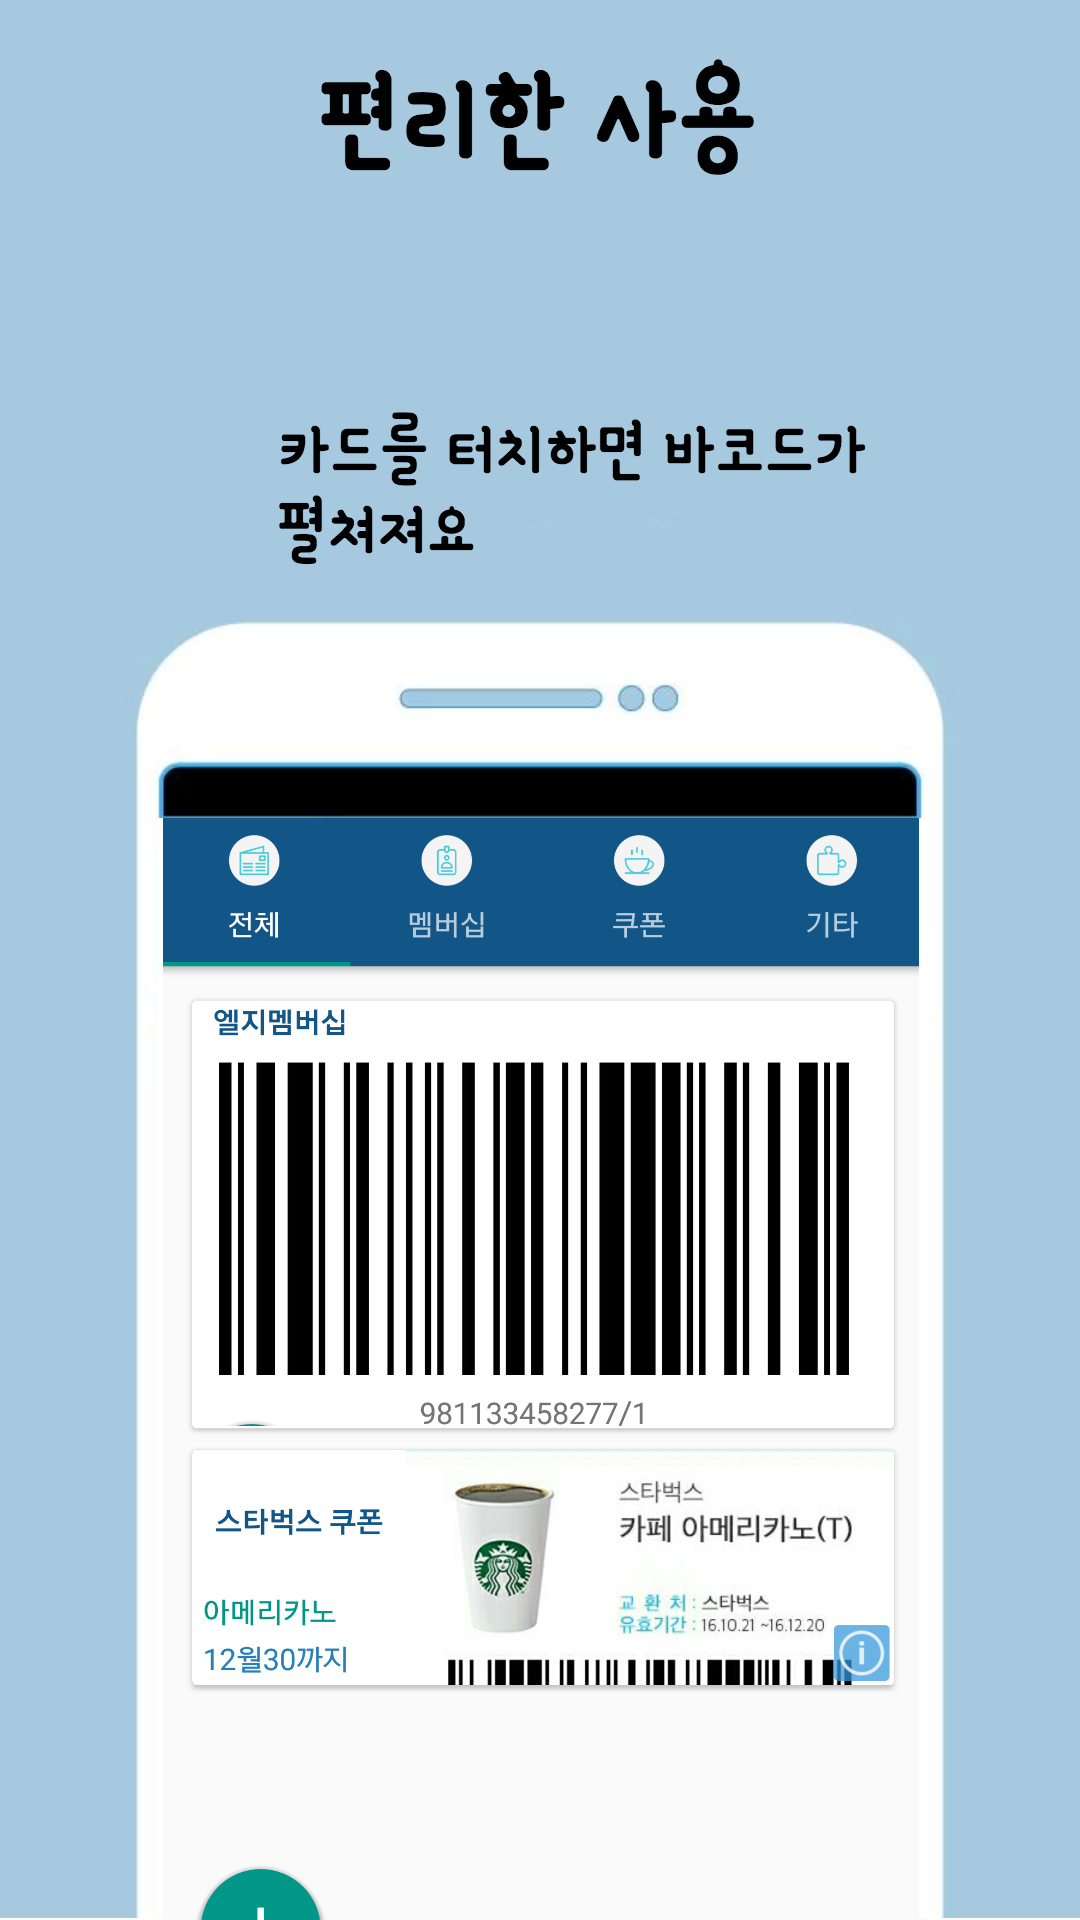 편리한 사용
카드를 터치하면 바코드가
펼쳐져요
전체
멤버십
쿠폰
기타
엘지멤버십
981133458277/1
스타벅스 쿠폰
아메리카노
12월30까지
스타벅스
카페 아메리카노(T)
교 환 처 : 스타벅스
유효기간 : 16.10.21 ~16.12.20